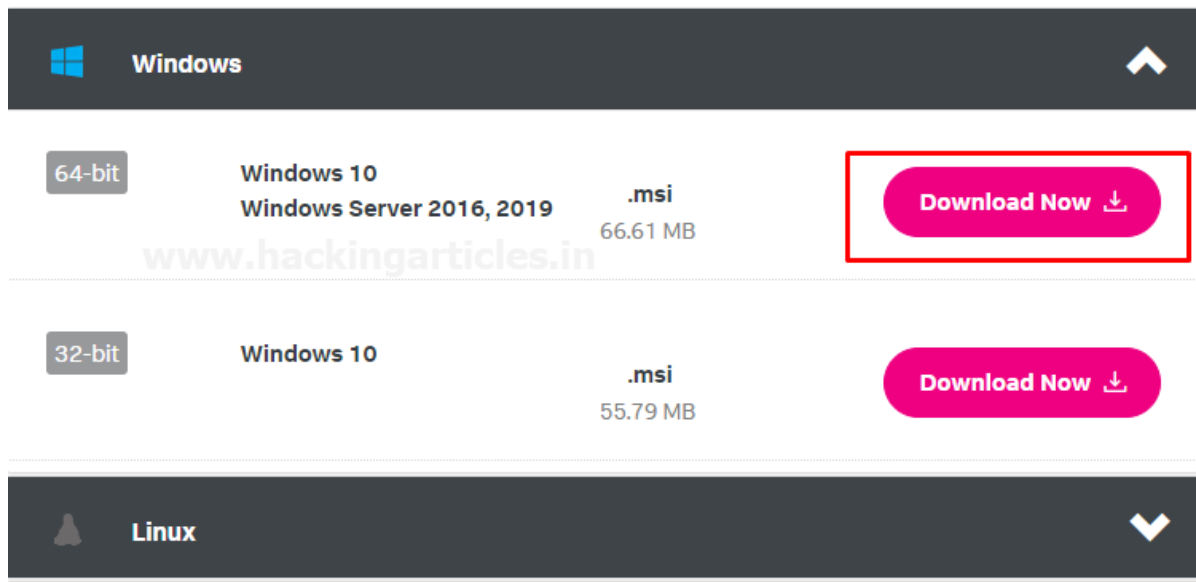 Windows
64-bit
Windows 10
Windows Server 2016, 2019
.msi
66.61 MB
Download Now
www.hackingarticles.in
32-bit
Windows 10
.msi
55.79 MB
Download Now
Linux